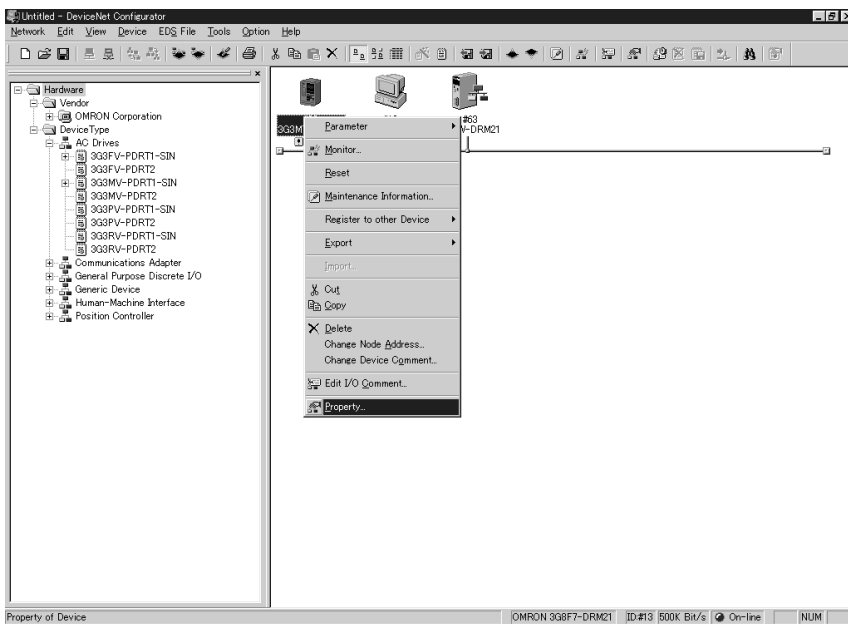 Untitled - DeviceNet Configurator
Network Edit View Device EDS File Tools Option Help
Hardware
Vendor
OMRON Corporation
DeviceType
AC Drives
3G3FV-PDRT1-SIN
3G3FV-PDRT2
3G3MV-PDRT1-SIN
3G3MV-PDRT2
3G3PV-PDRT1-SIN
3G3PV-PDRT2
3G3RV-PDRT1-SIN
3G3RV-PDRT2
Communications Adapter
General Purpose Discrete I/O
Generic Device
Human-Machine Interface
Position Controller
#63
3G3M
V-DRM21
Parameter
Monitor...
Reset
Maintenance Information...
Register to other Device
Export
Import...
Cut
Copy
Delete
Change Node Address...
Change Device Comment...
Edit I/O Comment...
Property...
Property of Device
OMRON 3G8F7-DRM21 ID:#13 500K Bit/s On-line NUM